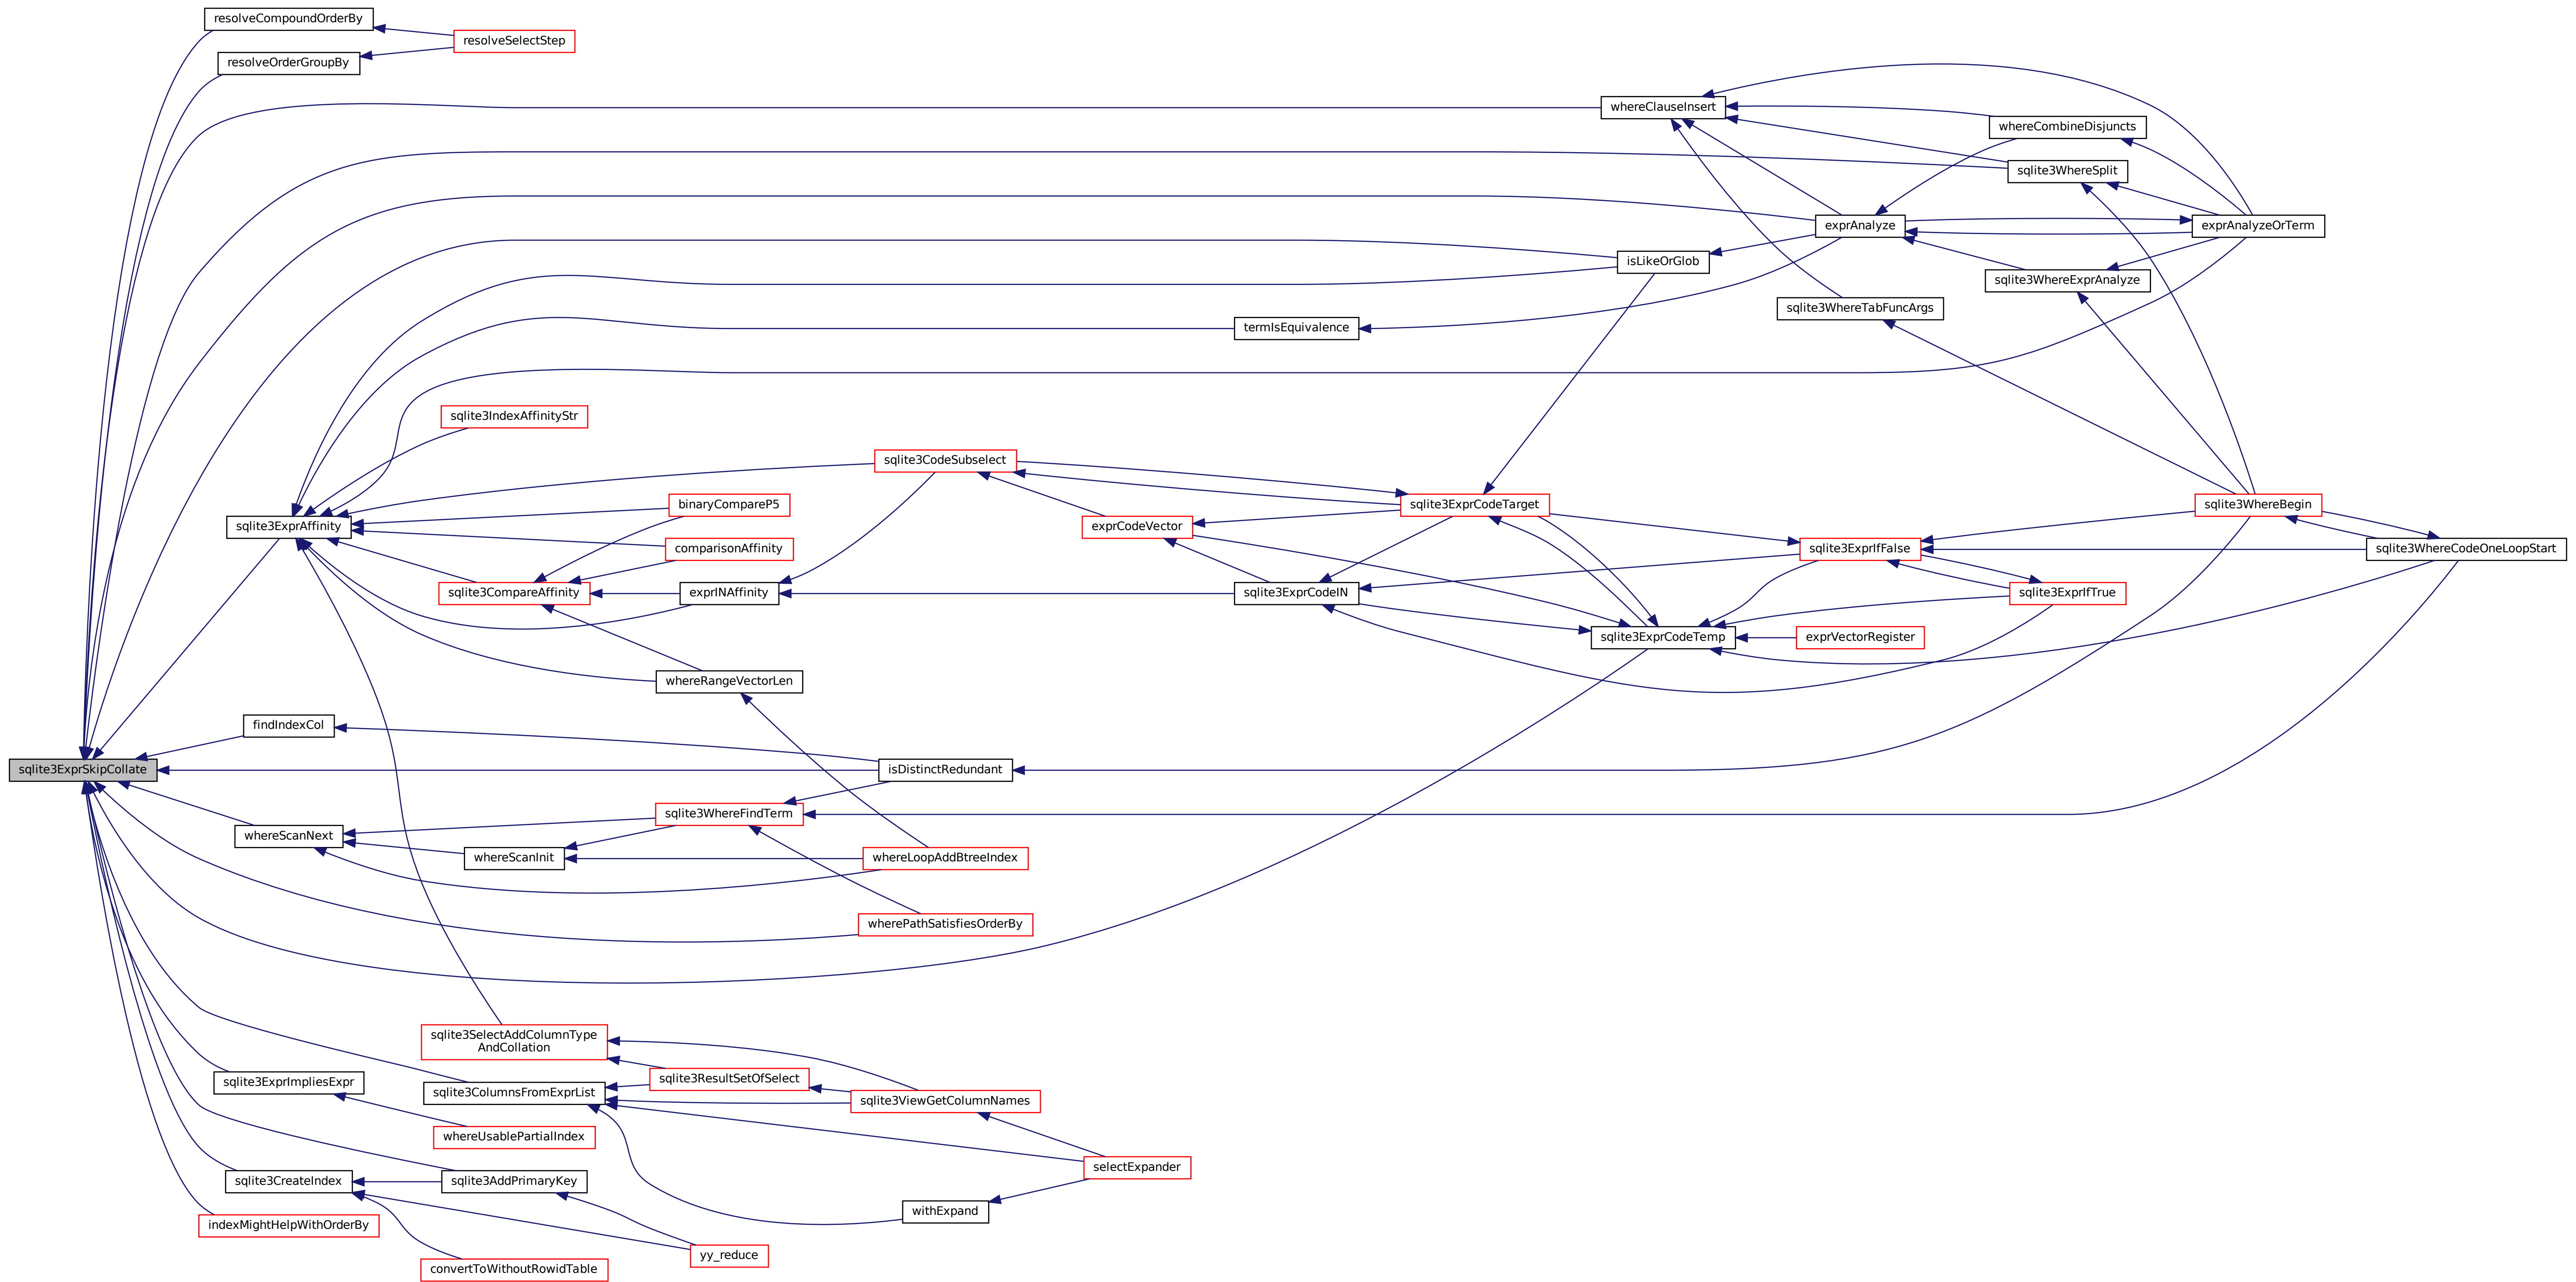 resolveCompoundOrderBy
resolveSelectStep
resolveOrderGroupBy
whereClauseInsert
whereCombineDisjuncts
sqlite3WhereSplit
exprAnalyze
exprAnalyzeOrTerm
isLikeOrGlob
sqlite3WhereExprAnalyze
sqlite3WhereTabFuncArgs
termIsEquivalence
sqlite3IndexAffinityStr
sqlite3CodeSubselect
binaryCompareP5
sqlite3ExprCodeTarget
sqlite3WhereBegin
sqlite3ExprAffinity
exprCodeVector
comparisonAffinity
sqlite3ExprIfFalse
sqlite3WhereCodeOneLoopStart
sqlite3CompareAffinity
exprINAffinity
sqlite3ExprCodeIN
sqlite3ExprIfTrue
sqlite3ExprCodeTemp
exprVectorRegister
whereRangeVectorLen
findIndexCol
sqlite3ExprSkipCollate
isDistinctRedundant
sqlite3WhereFindTerm
whereScanNext
whereScanInit
whereLoopAddBtreeIndex
wherePathSatisfiesOrderBy
sqlite3SelectAddColumnType
AndCollation
sqlite3ExprImpliesExpr
sqlite3ResultSetOfSelect
sqlite3ColumnsFromExprList
sqlite3ViewGetColumnNames
whereUsablePartialIndex
selectExpander
sqlite3CreateIndex
sqlite3AddPrimaryKey
withExpand
indexMightHelpWithOrderBy
yy_reduce
convertToWithoutRowidTable